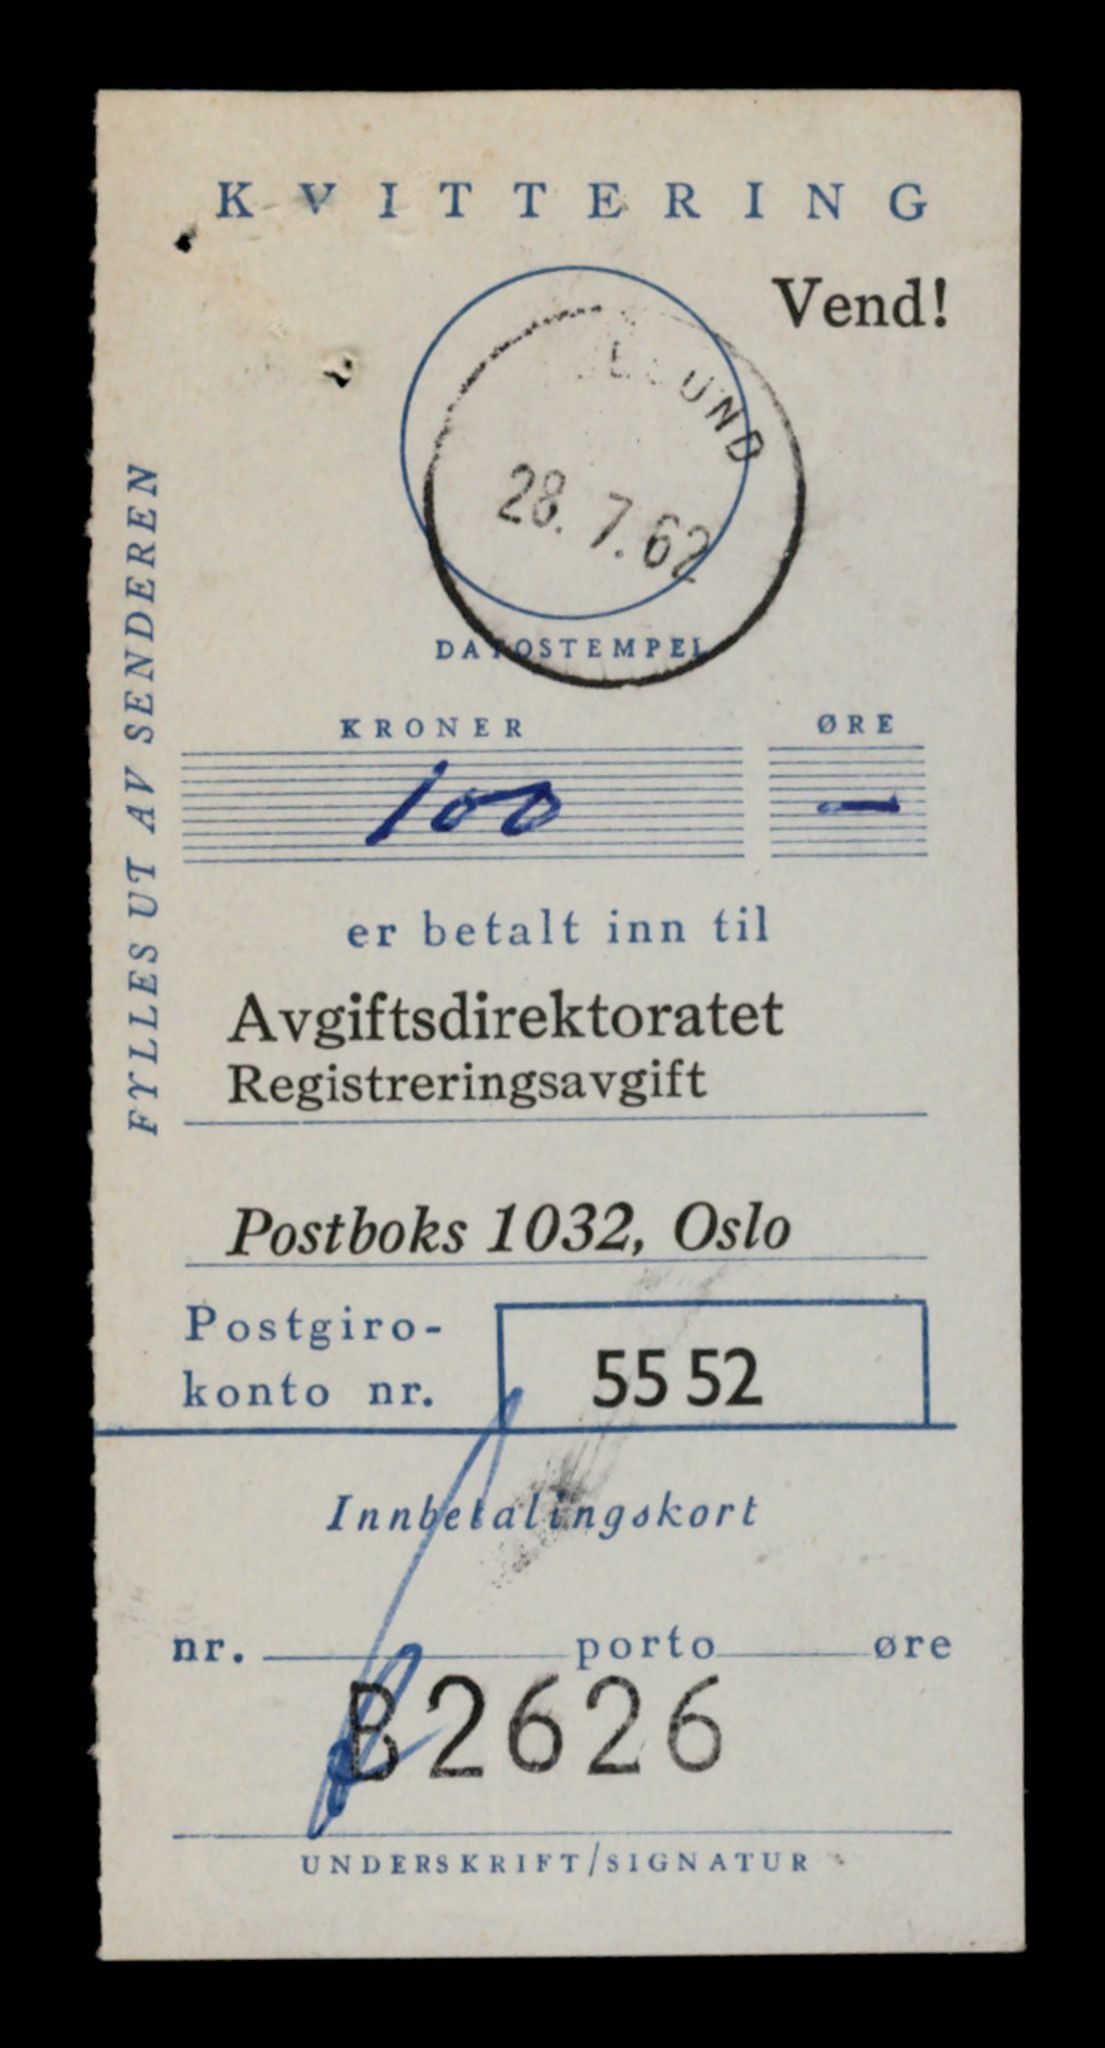 KVITTERING
Vend!
28.7.62
DATOSTEMPEL
FYLLES UT AV SENDEREN
KRONER ØRE
100 —
er betalt inn til
Avgiftsdirektoratet
Registreringsavgift
Postboks 1032, Oslo
Postgiro-
konto nr. 55 52
Innbetalingskort
nr. porto øre
B2626
UNDERSKRIFT/SIGNATUR